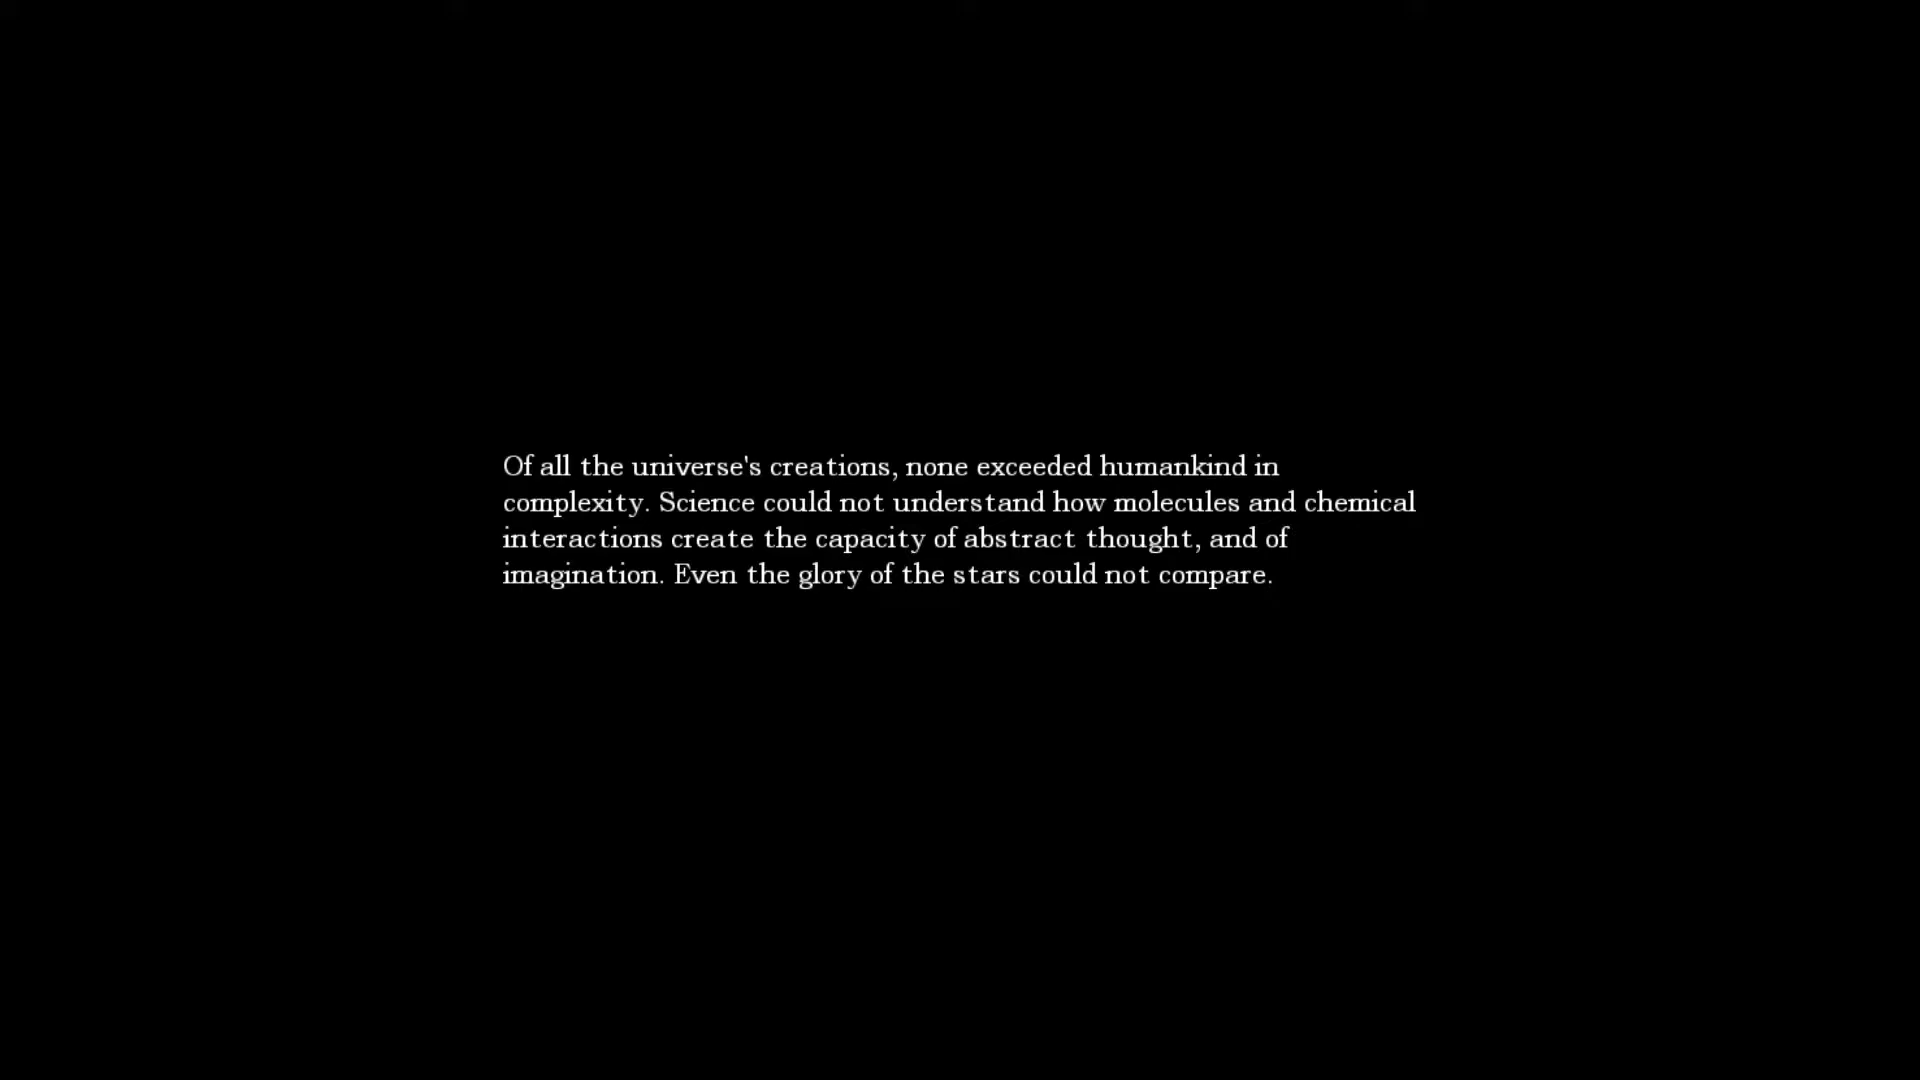 Of all the universe's creations, none exceeded humankind in
complexity. Science could not understand how molecules and chemical
interactions create the capacity of abstract thought, and of
imagination. Even the glory of the stars could not compare.